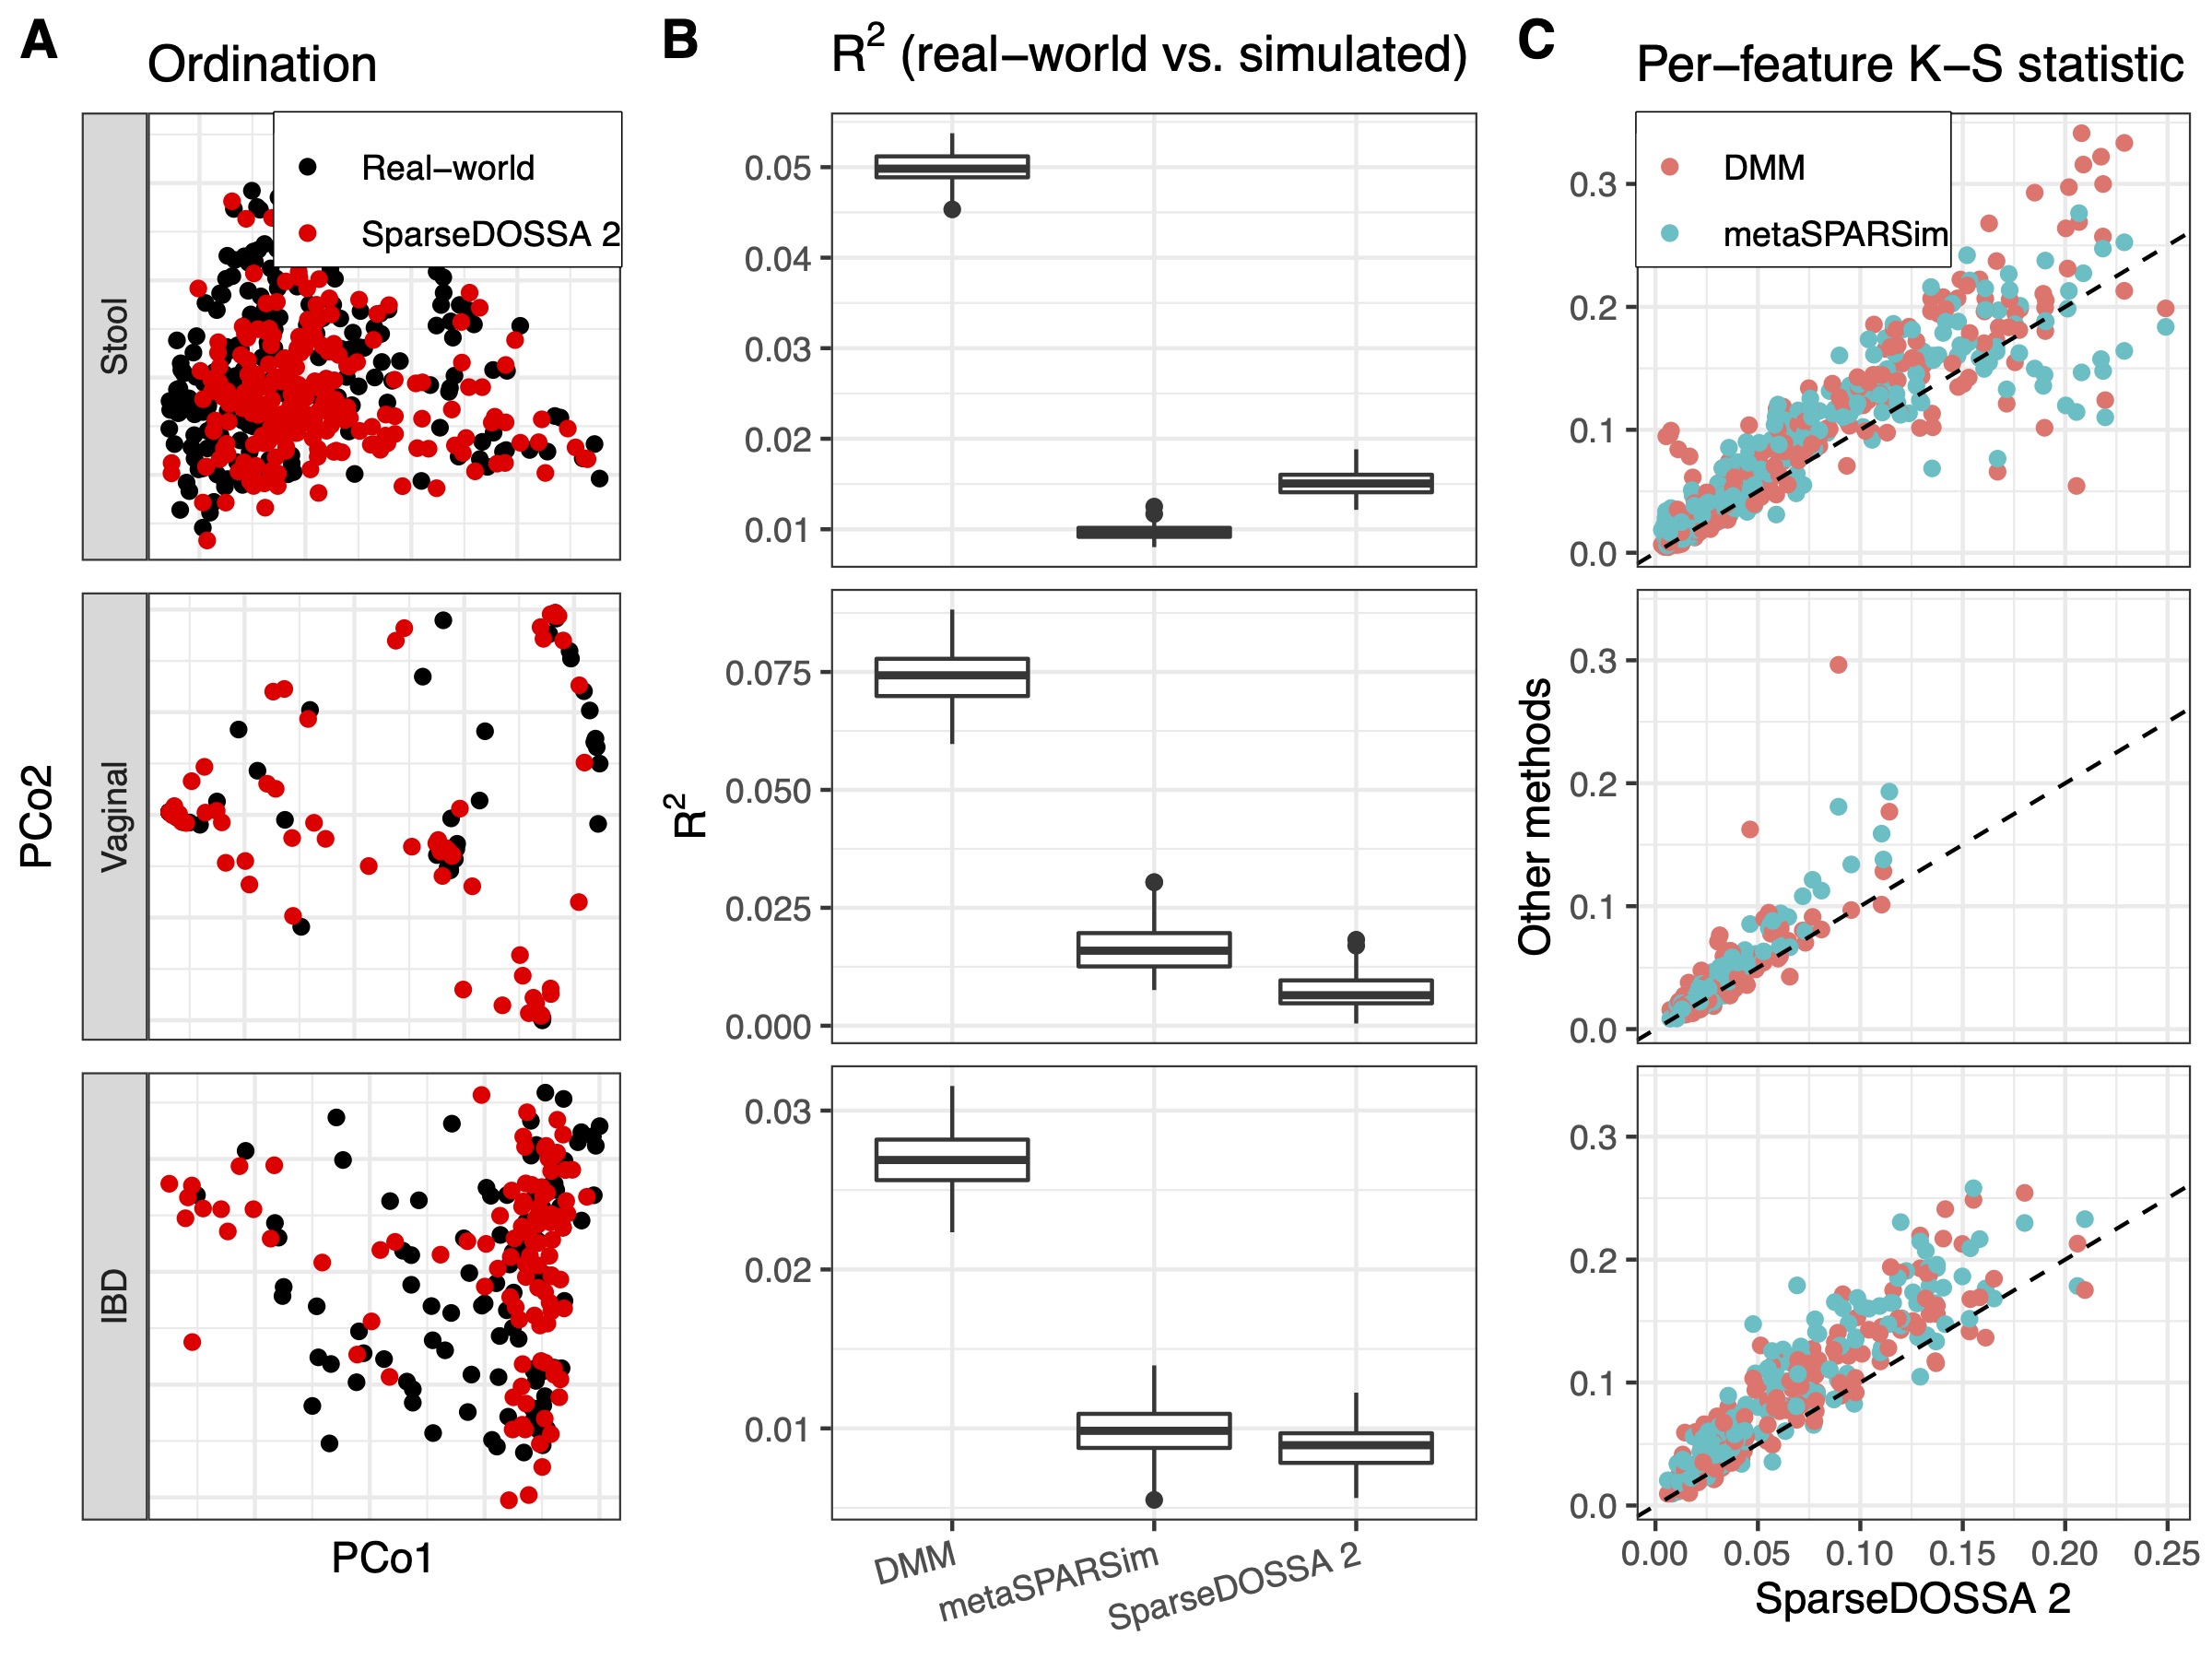 A
Ordination
Real−world
SparseDOSSA 2
Stool
Vaginal
IBD
PCo2
PCo1
B
R² (real−world vs. simulated)
0.05
0.04
0.03
0.02
0.01
0.075
0.050
0.025
0.000
0.03
0.02
0.01
R²
DMM
metaSPARSim
SparseDOSSA 2
C
Per−feature K−S statistic
DMM
metaSPARSim
0.3
0.2
0.1
0.0
0.3
0.2
0.1
0.0
0.3
0.2
0.1
0.0
Other methods
0.00 0.05 0.10 0.15 0.20 0.25
SparseDOSSA 2